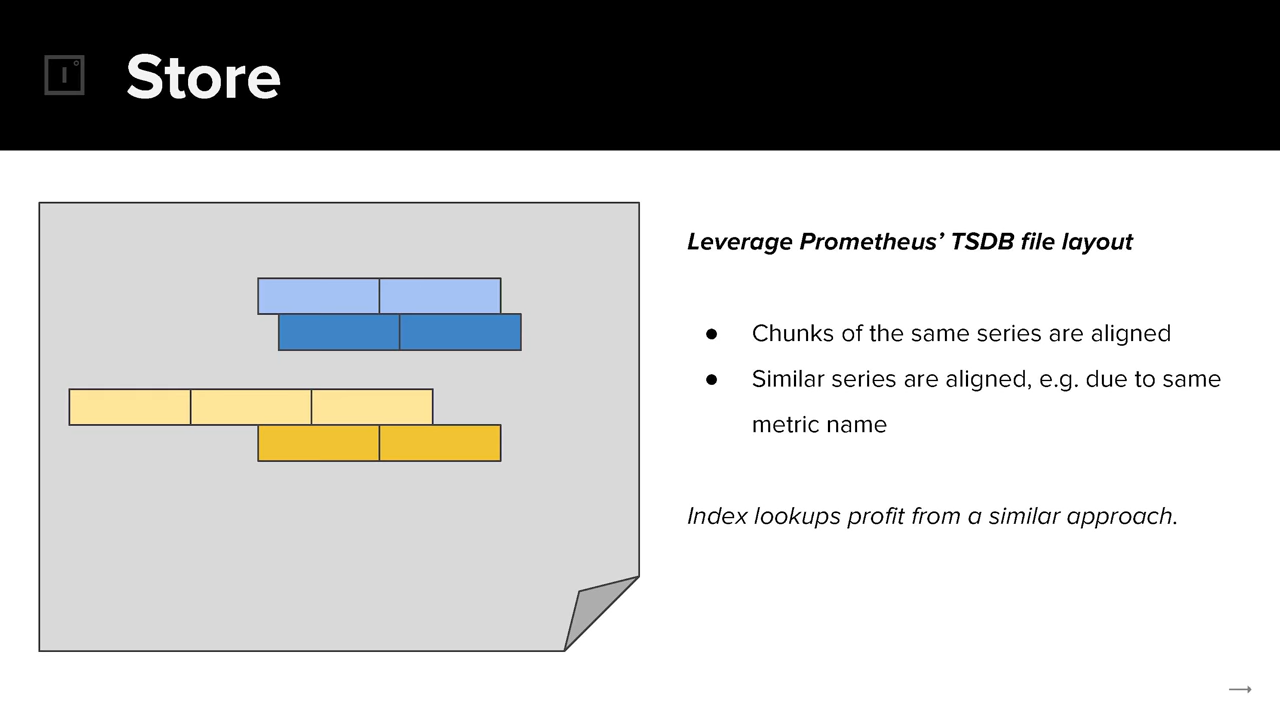 Store
Leverage Prometheus’ TSDB file layout
● Chunks of the same series are aligned
● Similar series are aligned, e.g. due to same
metric name
Index lookups profit from a similar approach.